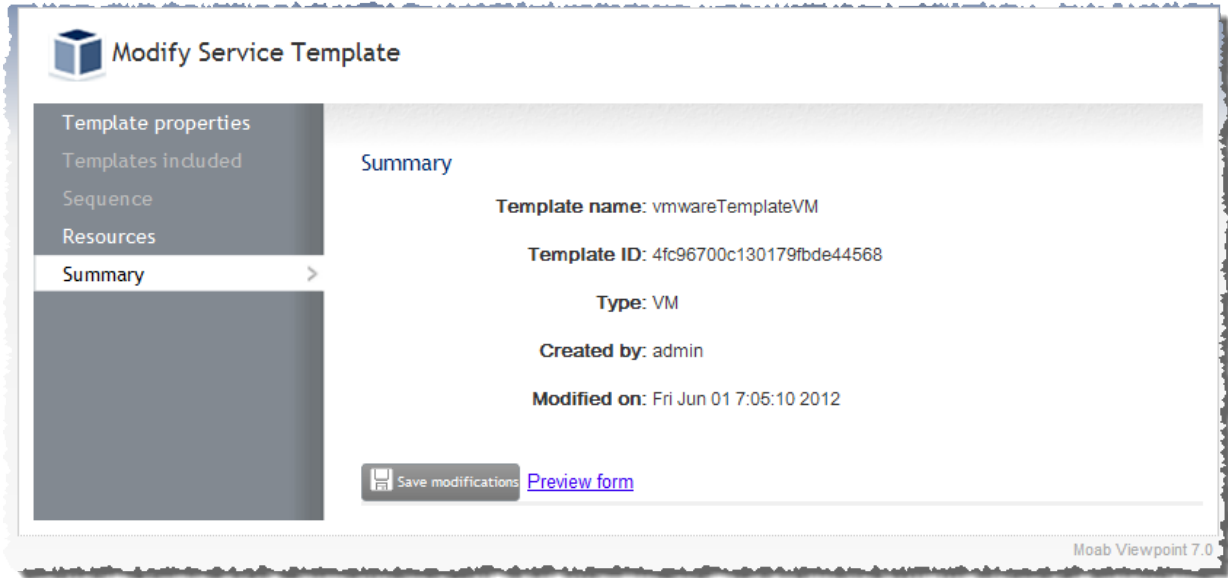 Modify Service Template
Template properties
Templates included
Sequence
Resources
Summary
Summary
Template name: vmwareTemplateVM
Template ID: 4fc96700c130179fbde44568
Type: VM
Created by: admin
Modified on: Fri Jun 01 7:05:10 2012
Save modifications Preview form
Moab Viewpoint 7.0